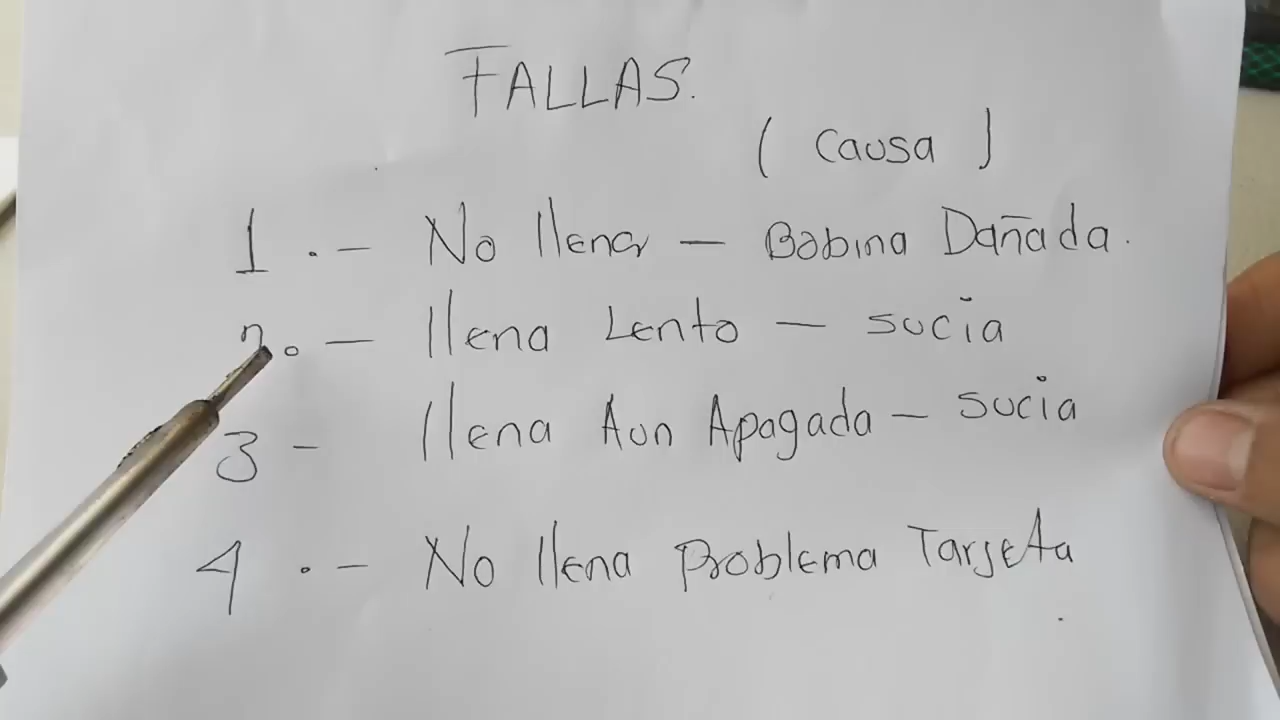 FALLAS.
( Causa )
1 .- No llena - Bobina Dañada.
2.- llena Lento - sucia
3 - llena Aun Apagada - sucia
4 .- No llena Problema Tarjeta